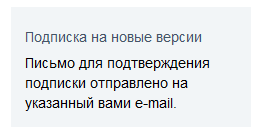 Подписка на новые версии
Письмо для подтверждения
подписки отправлено на
указанный вами e-mail.